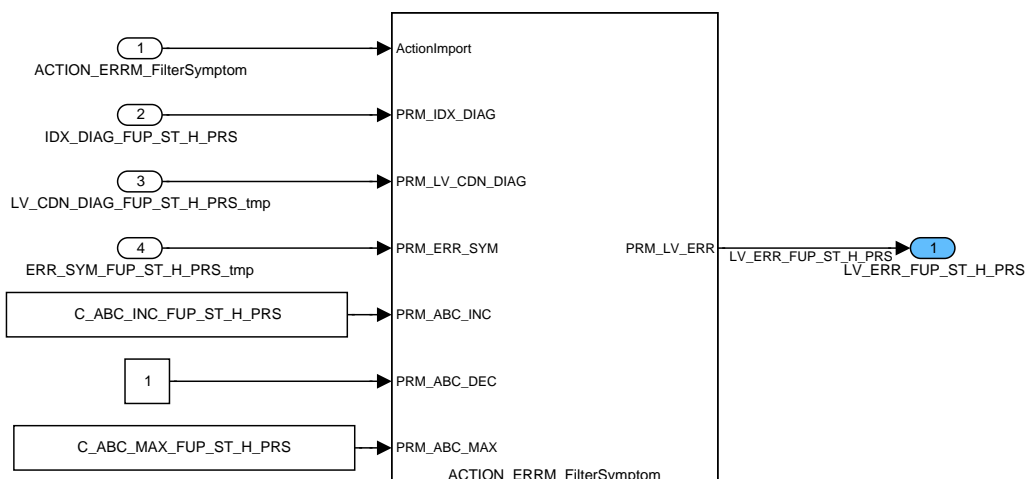 1
ActionImport
ACTION_ERRM_FilterSymptom
2
PRM_IDX_DIAG
IDX_DIAG_FUP_ST_H_PRS
3
PRM_LV_CDN_DIAG
LV_CDN_DIAG_FUP_ST_H_PRS_tmp
4
PRM_ERR_SYM
PRM_LV_ERR
LV_ERR_FUP_ST_H_PRS
1
LV_ERR_FUP_ST_H_PRS
ERR_SYM_FUP_ST_H_PRS_tmp
C_ABC_INC_FUP_ST_H_PRS
PRM_ABC_INC
1
PRM_ABC_DEC
C_ABC_MAX_FUP_ST_H_PRS
PRM_ABC_MAX
ACTION_ERRM_FilterSymptom